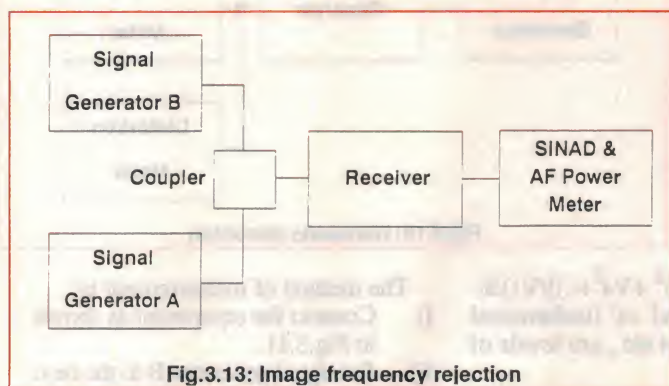 Signal
Generator B
Coupler
Receiver
SINAD &
AF Power
Meter
Signal
Generator A
Fig.3.13: Image frequency rejection